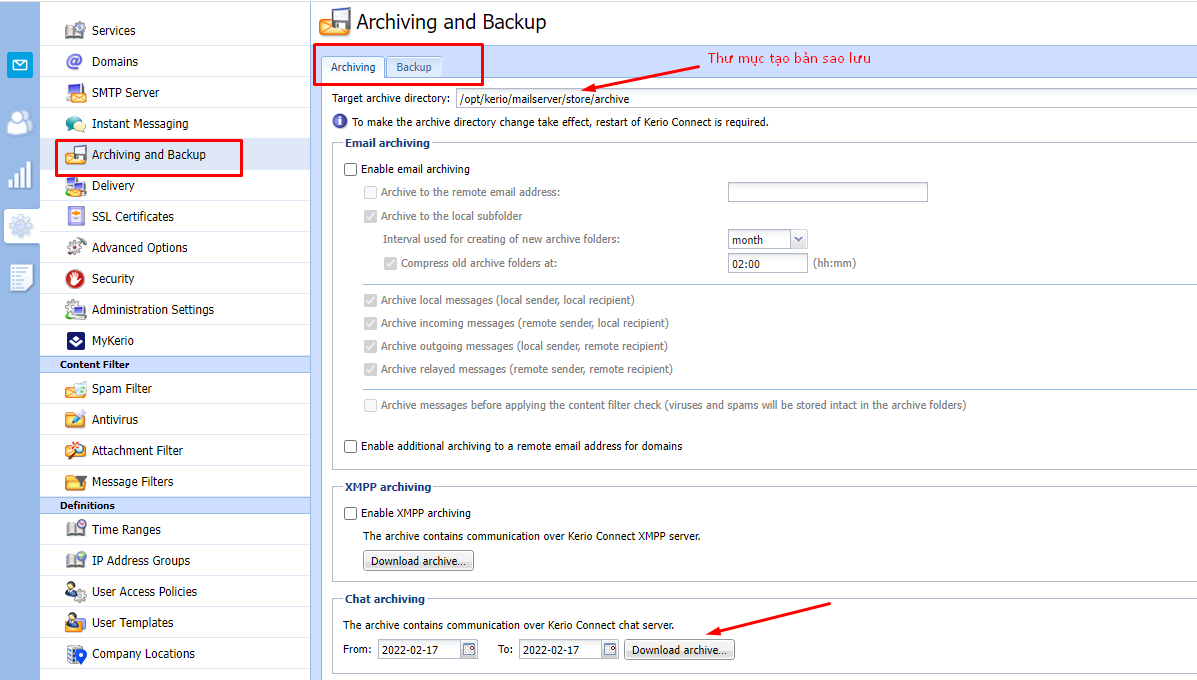 Services
Domains
SMTP Server
Instant Messaging
Archiving and Backup
Delivery
SSL Certificates
Advanced Options
Security
Administration Settings
MyKerio
Content Filter
Spam Filter
Antivirus
Attachment Filter
Message Filters
Definitions
Time Ranges
IP Address Groups
User Access Policies
User Templates
Company Locations
Archiving and Backup
Archiving Backup
Thư mục tạo bản sao lưu
Target archive directory: /opt/kerio/mailserver/store/archive
To make the archive directory change take effect, restart of Kerio Connect is required.
Email archiving
Enable email archiving
Archive to the remote email address:
Archive to the local subfolder
Interval used for creating of new archive folders: month
Compress old archive folders at: 02:00 (hh:mm)
Archive local messages (local sender, local recipient)
Archive incoming messages (remote sender, local recipient)
Archive outgoing messages (local sender, remote recipient)
Archive relayed messages (remote sender, remote recipient)
Archive messages before applying the content filter check (viruses and spams will be stored intact in the archive folders)
Enable additional archiving to a remote email address for domains
XMPP archiving
Enable XMPP archiving
The archive contains communication over Kerio Connect XMPP server.
Download archive...
Chat archiving
The archive contains communication over Kerio Connect chat server.
From: 2022-02-17 To: 2022-02-17 Download archive...